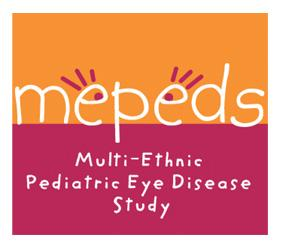 mepeds
Multi-Ethnic
Pediatric Eye Disease
Study